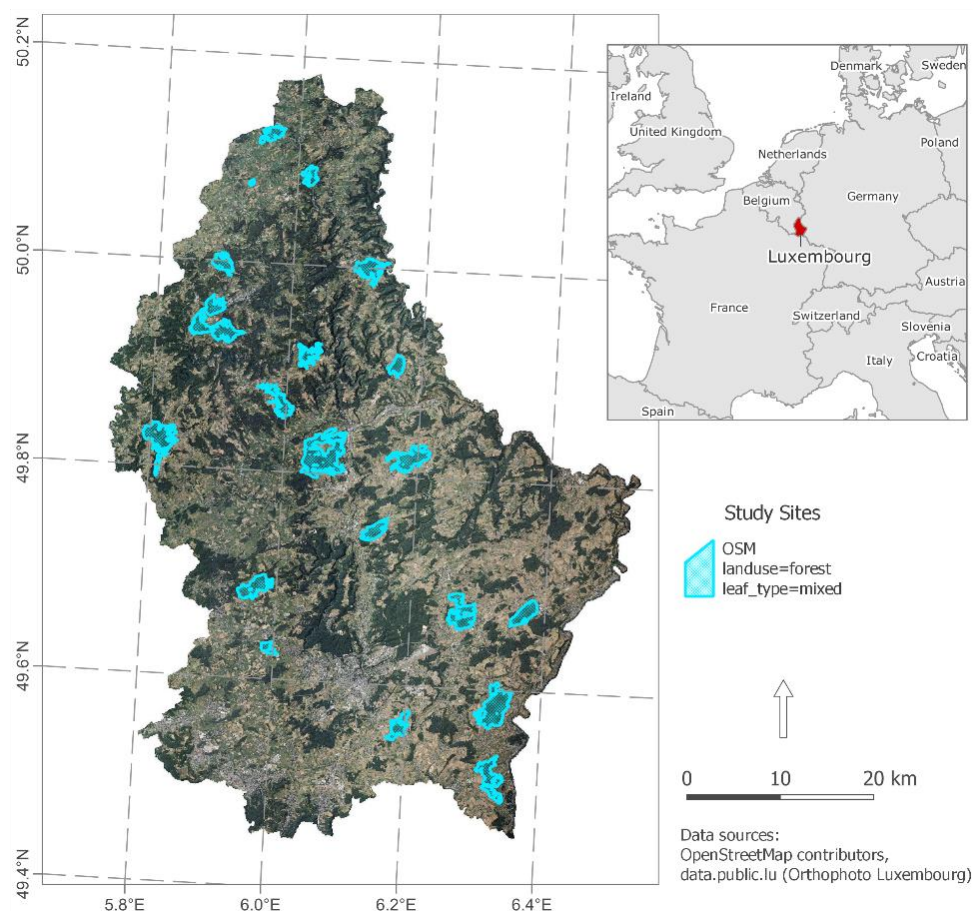 50.2°N
50.0°N
49.8°N
49.6°N
49.4°N
5.8°E
6.0°E
6.2°E
6.4°E
Denmark
Sweden
Ireland
United Kingdom
Netherlands
Poland
Belgium
Germany
Luxembourg
Austria
France
Switzerland
Slovenia
Italy
Croatia
Spain
Study Sites
OSM
landuse=forest
leaf_type=mixed
0 10 20 km
Data sources:
OpenStreetMap contributors,
data.public.lu (Orthophoto Luxembourg)